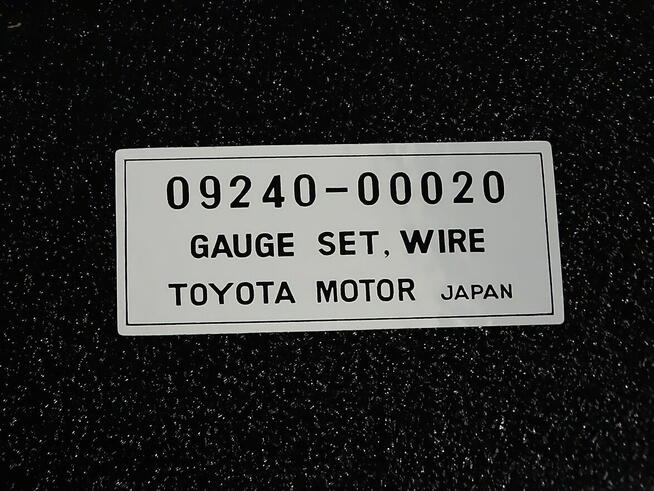 09240-00020
GAUGE SET, WIRE
TOYOTA MOTOR JAPAN